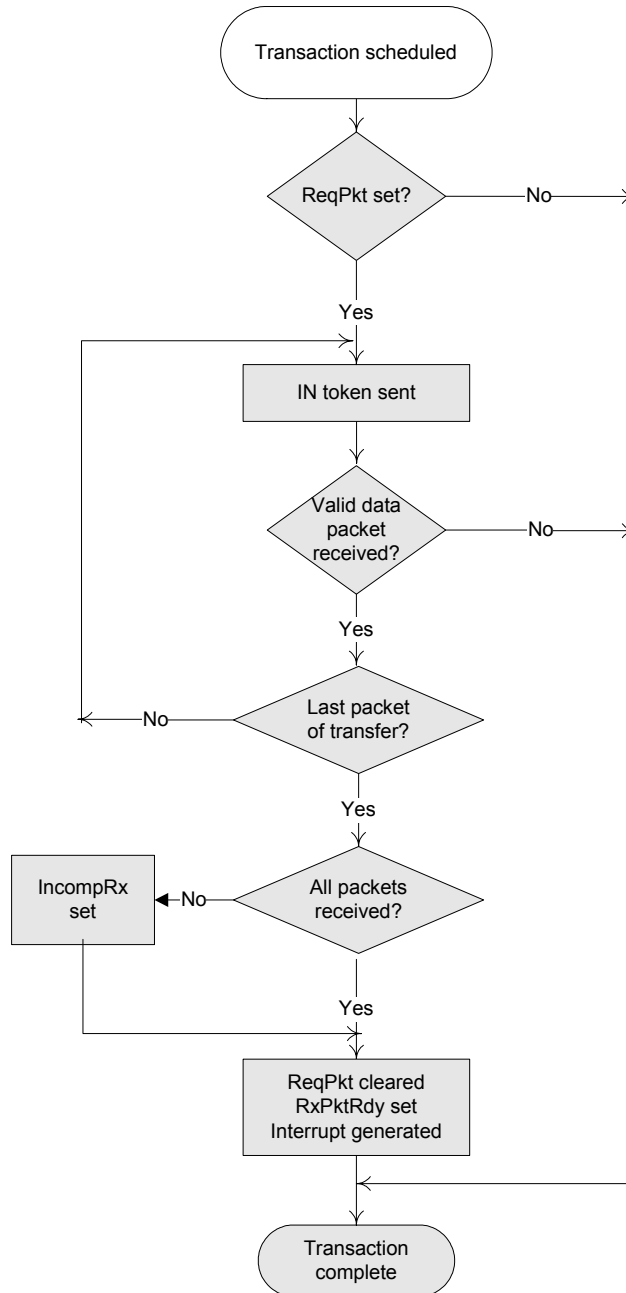 Transaction scheduled
ReqPkt set?
No
Yes
IN token sent
Valid data
packet
received?
No
Yes
Last packet
of transfer?
No
Yes
All packets
received?
No
IncompRx
set
Yes
ReqPkt cleared
RxPktRdy set
Interrupt generated
Transaction
complete